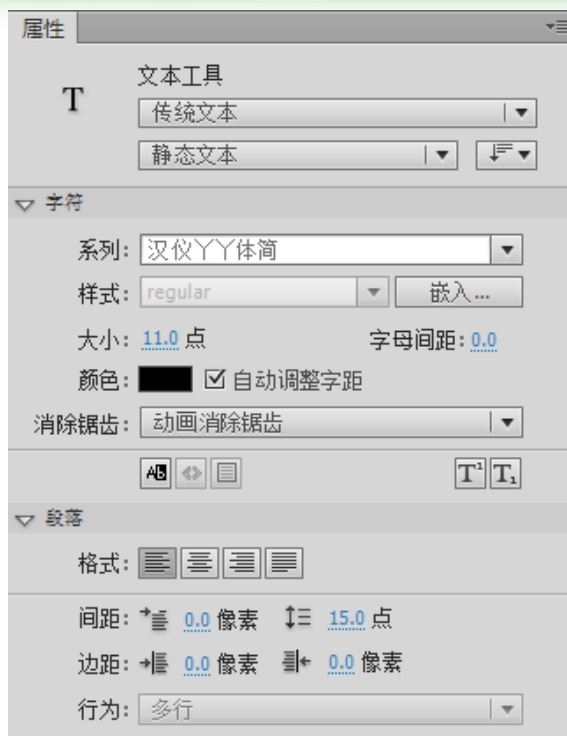 属性
T
文本工具
传统文本
静态文本
字符
系列: 汉仪丫丫体简
样式: regular 嵌入...
大小: 11.0 点 字母间距: 0.0
颜色: 自动调整字距
消除锯齿: 动画消除锯齿
AB <> T¹ T₁
段落
格式:
间距: 0.0 像素 15.0 点
边距: 0.0 像素 0.0 像素
行为: 多行